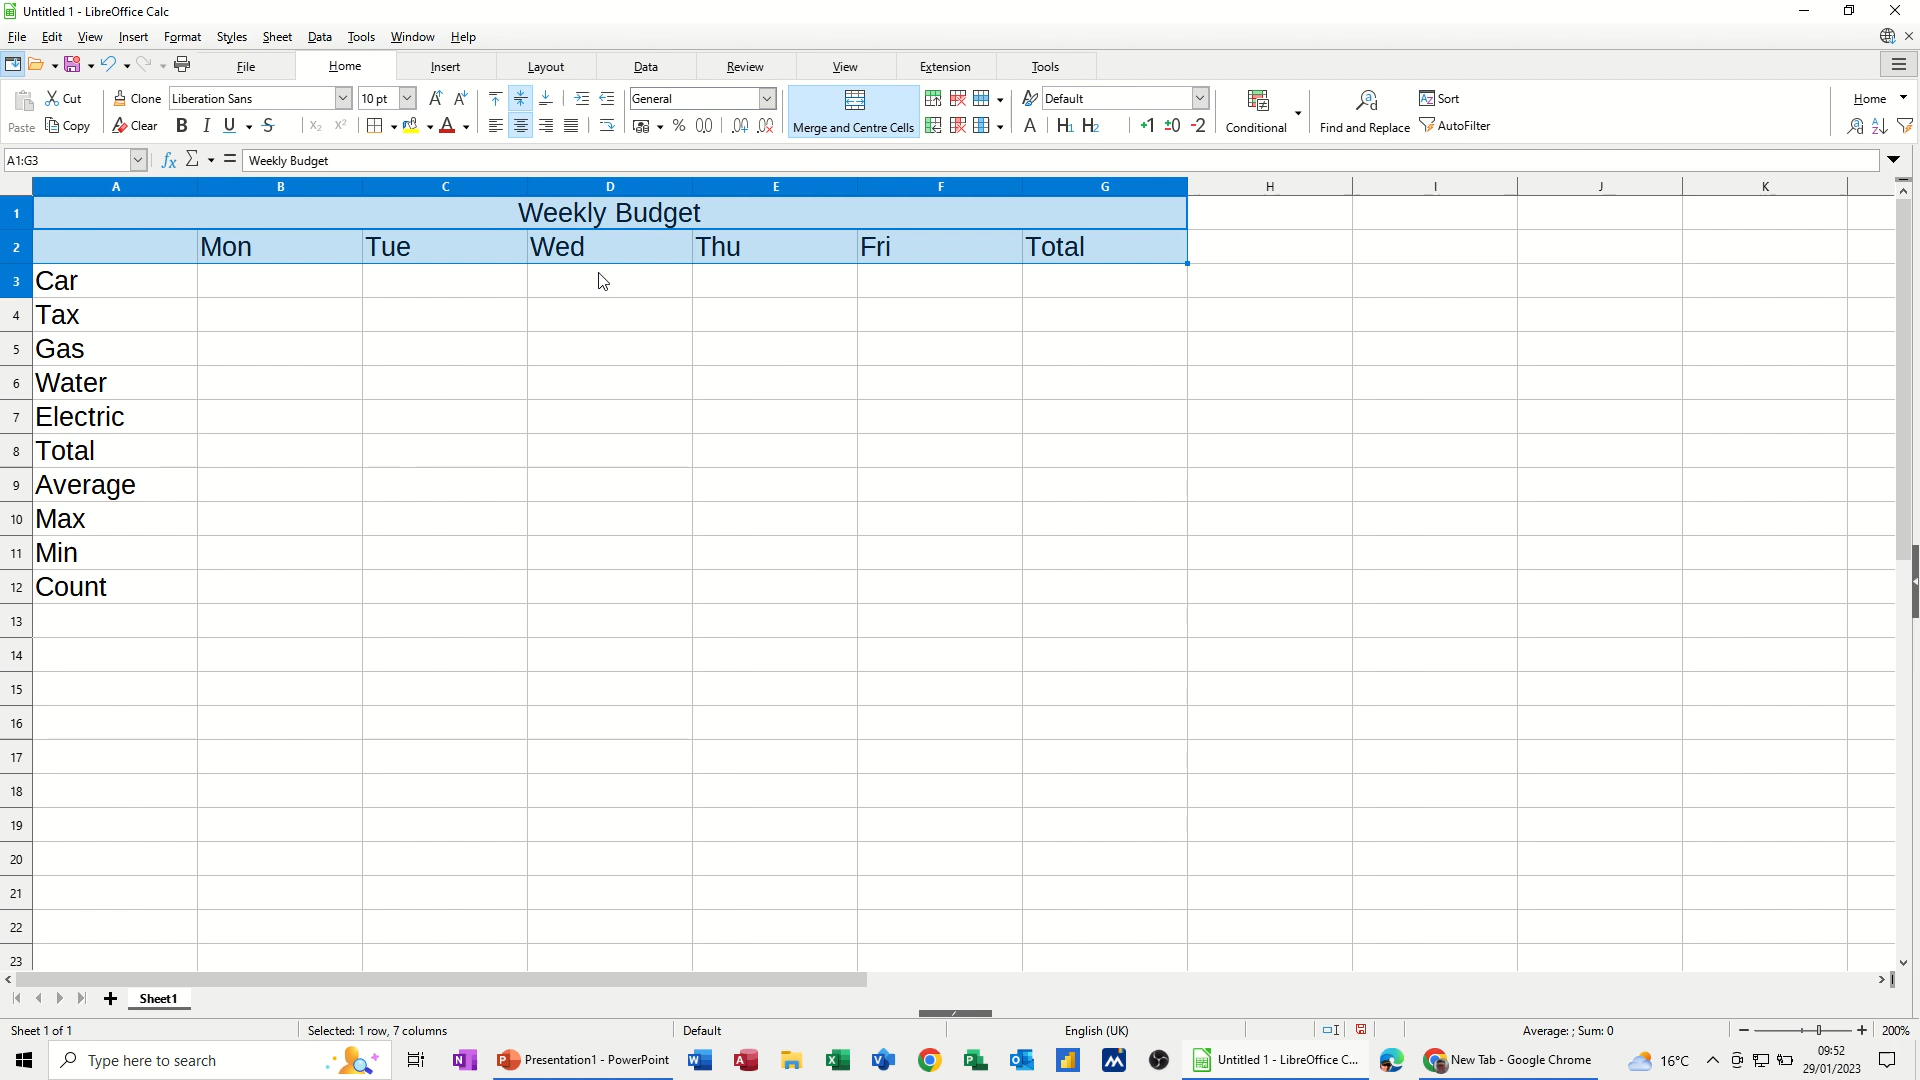 Untitled 1 - LibreOffice Calc
File Edit View Insert Format Styles Sheet Data Tools Window Help
File Home Insert Layout Data Review View Extension Tools
Paste Cut Clone Liberation Sans 10 pt General Merge and Centre Cells Default Conditional Find and Replace Sort Home
Copy Clear AutoFilter
A1:G3 Weekly Budget
A B C D E F G H I J K
1 Weekly Budget
2 Mon Tue Wed Thu Fri Total
3 Car
4 Tax
5 Gas
6 Water
7 Electric
8 Total
9 Average
10 Max
11 Min
12 Count
13
14
15
16
17
18
19
20
21
22
23
Sheet1
Sheet 1 of 1 Selected: 1 row, 7 columns Default English (UK) Average: ; Sum: 0 200%
Type here to search Presentation1 - PowerPoint Untitled 1 - LibreOffice C... New Tab - Google Chrome 16°C 09:52
29/01/2023